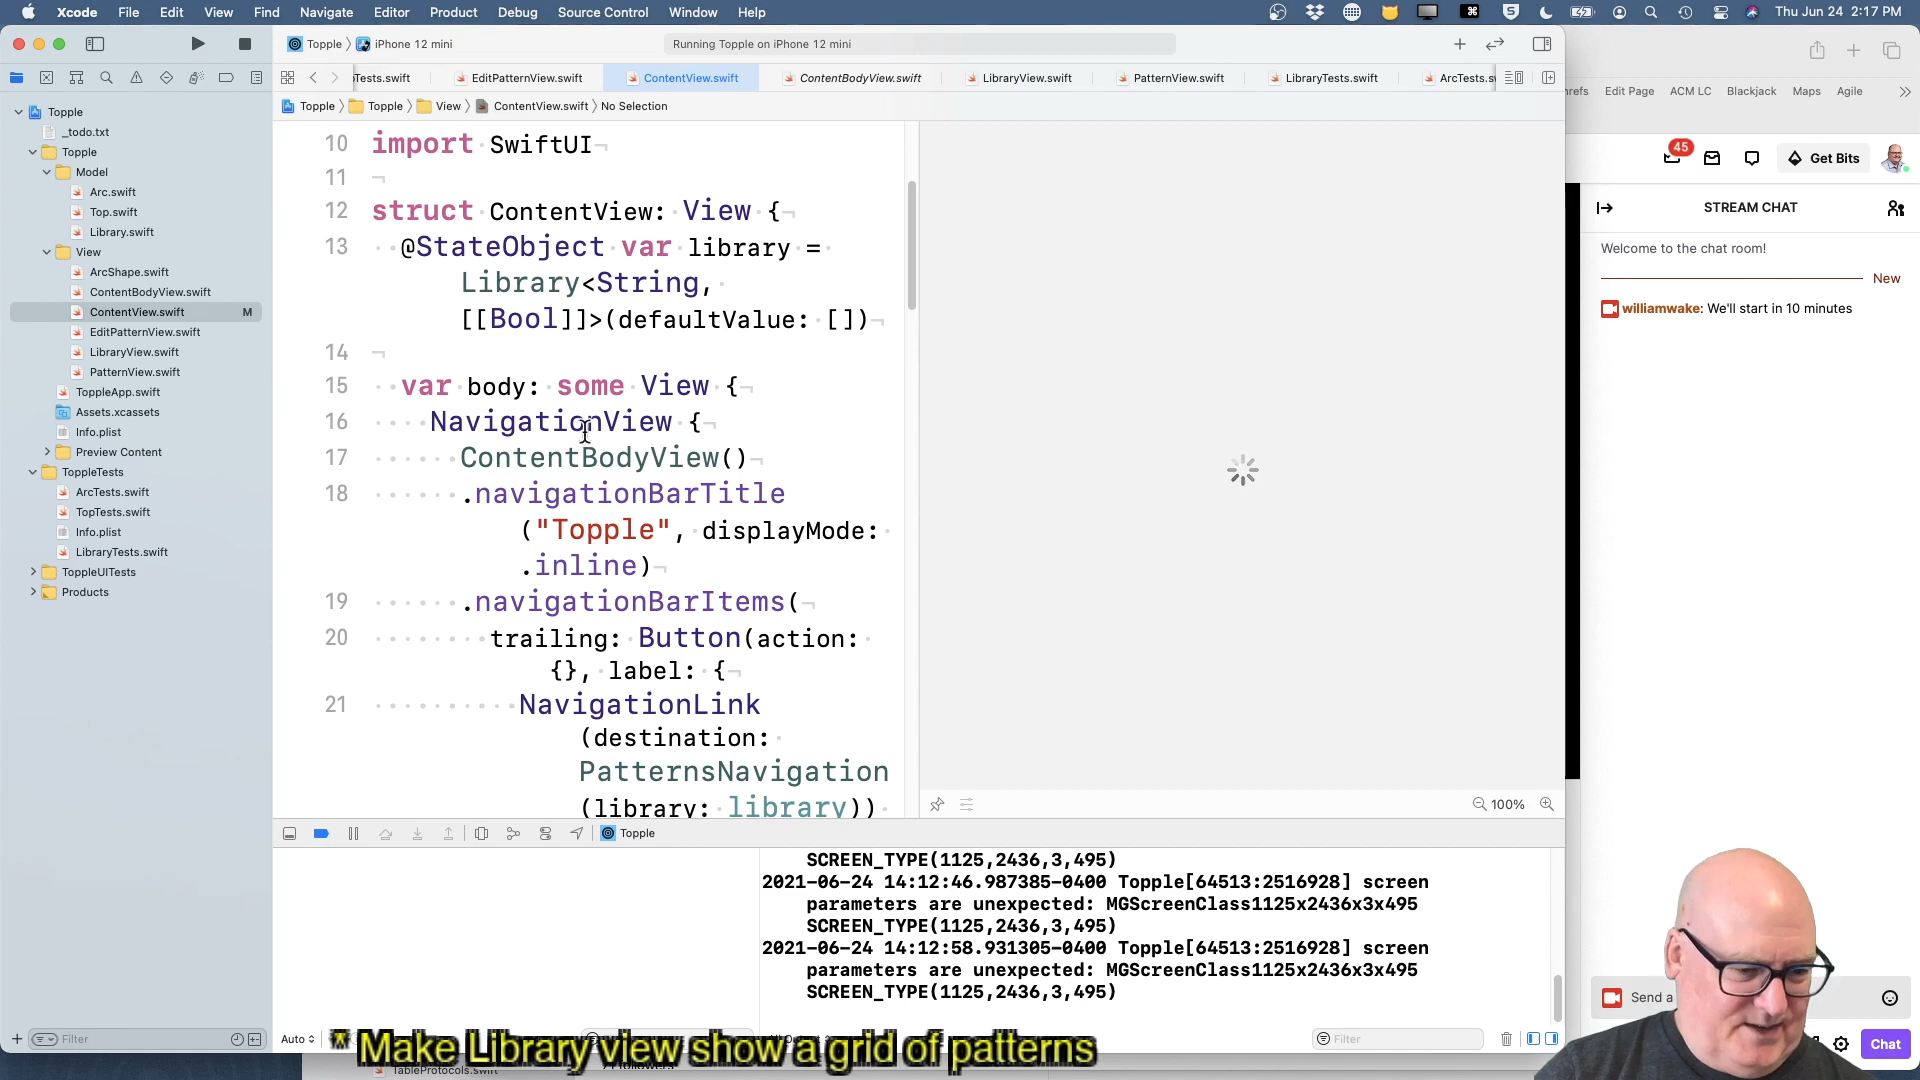 Xcode File Edit View Find Navigate Editor Product Debug Source Control Window Help Thu Jun 24 2:17 PM
Topple iPhone 12 mini Running Topple on iPhone 12 mini
Tests.swift EditPatternView.swift ContentView.swift ContentBodyView.swift LibraryView.swift PatternView.swift LibraryTests.swift ArcTests.sw
Topple Topple View ContentView.swift No Selection
Topple
_todo.txt
Topple
Model
Arc.swift
Top.swift
Library.swift
View
ArcShape.swift
ContentBodyView.swift
ContentView.swift M
EditPatternView.swift
LibraryView.swift
PatternView.swift
ToppleApp.swift
Assets.xcassets
Info.plist
Preview Content
ToppleTests
ArcTests.swift
TopTests.swift
Info.plist
LibraryTests.swift
ToppleUITests
Products
Filter
10 import SwiftUI
11
12 struct ContentView: View {
13 @StateObject var library =
Library<String,
[[Bool]]>(defaultValue: [])
14
15 var body: some View {
16 NavigationView {
17 ContentBodyView()
18 .navigationBarTitle
("Topple", displayMode:
.inline)
19 .navigationBarItems(
20 trailing: Button(action:
{}, label: {
21 NavigationLink
(destination:
PatternsNavigation
(library: library))
100%
Topple
SCREEN_TYPE(1125,2436,3,495)
2021-06-24 14:12:46.987385-0400 Topple[64513:2516928] screen
parameters are unexpected: MGScreenClass1125x2436x3x495
SCREEN_TYPE(1125,2436,3,495)
2021-06-24 14:12:58.931305-0400 Topple[64513:2516928] screen
parameters are unexpected: MGScreenClass1125x2436x3x495
SCREEN_TYPE(1125,2436,3,495)
Auto
Filter
* Make Library view show a grid of patterns
TableProtocols.swift
hrefs Edit Page ACM LC Blackjack Maps Agile
45 Get Bits
STREAM CHAT
Welcome to the chat room!
New
williamwake: We'll start in 10 minutes
Send a
Chat